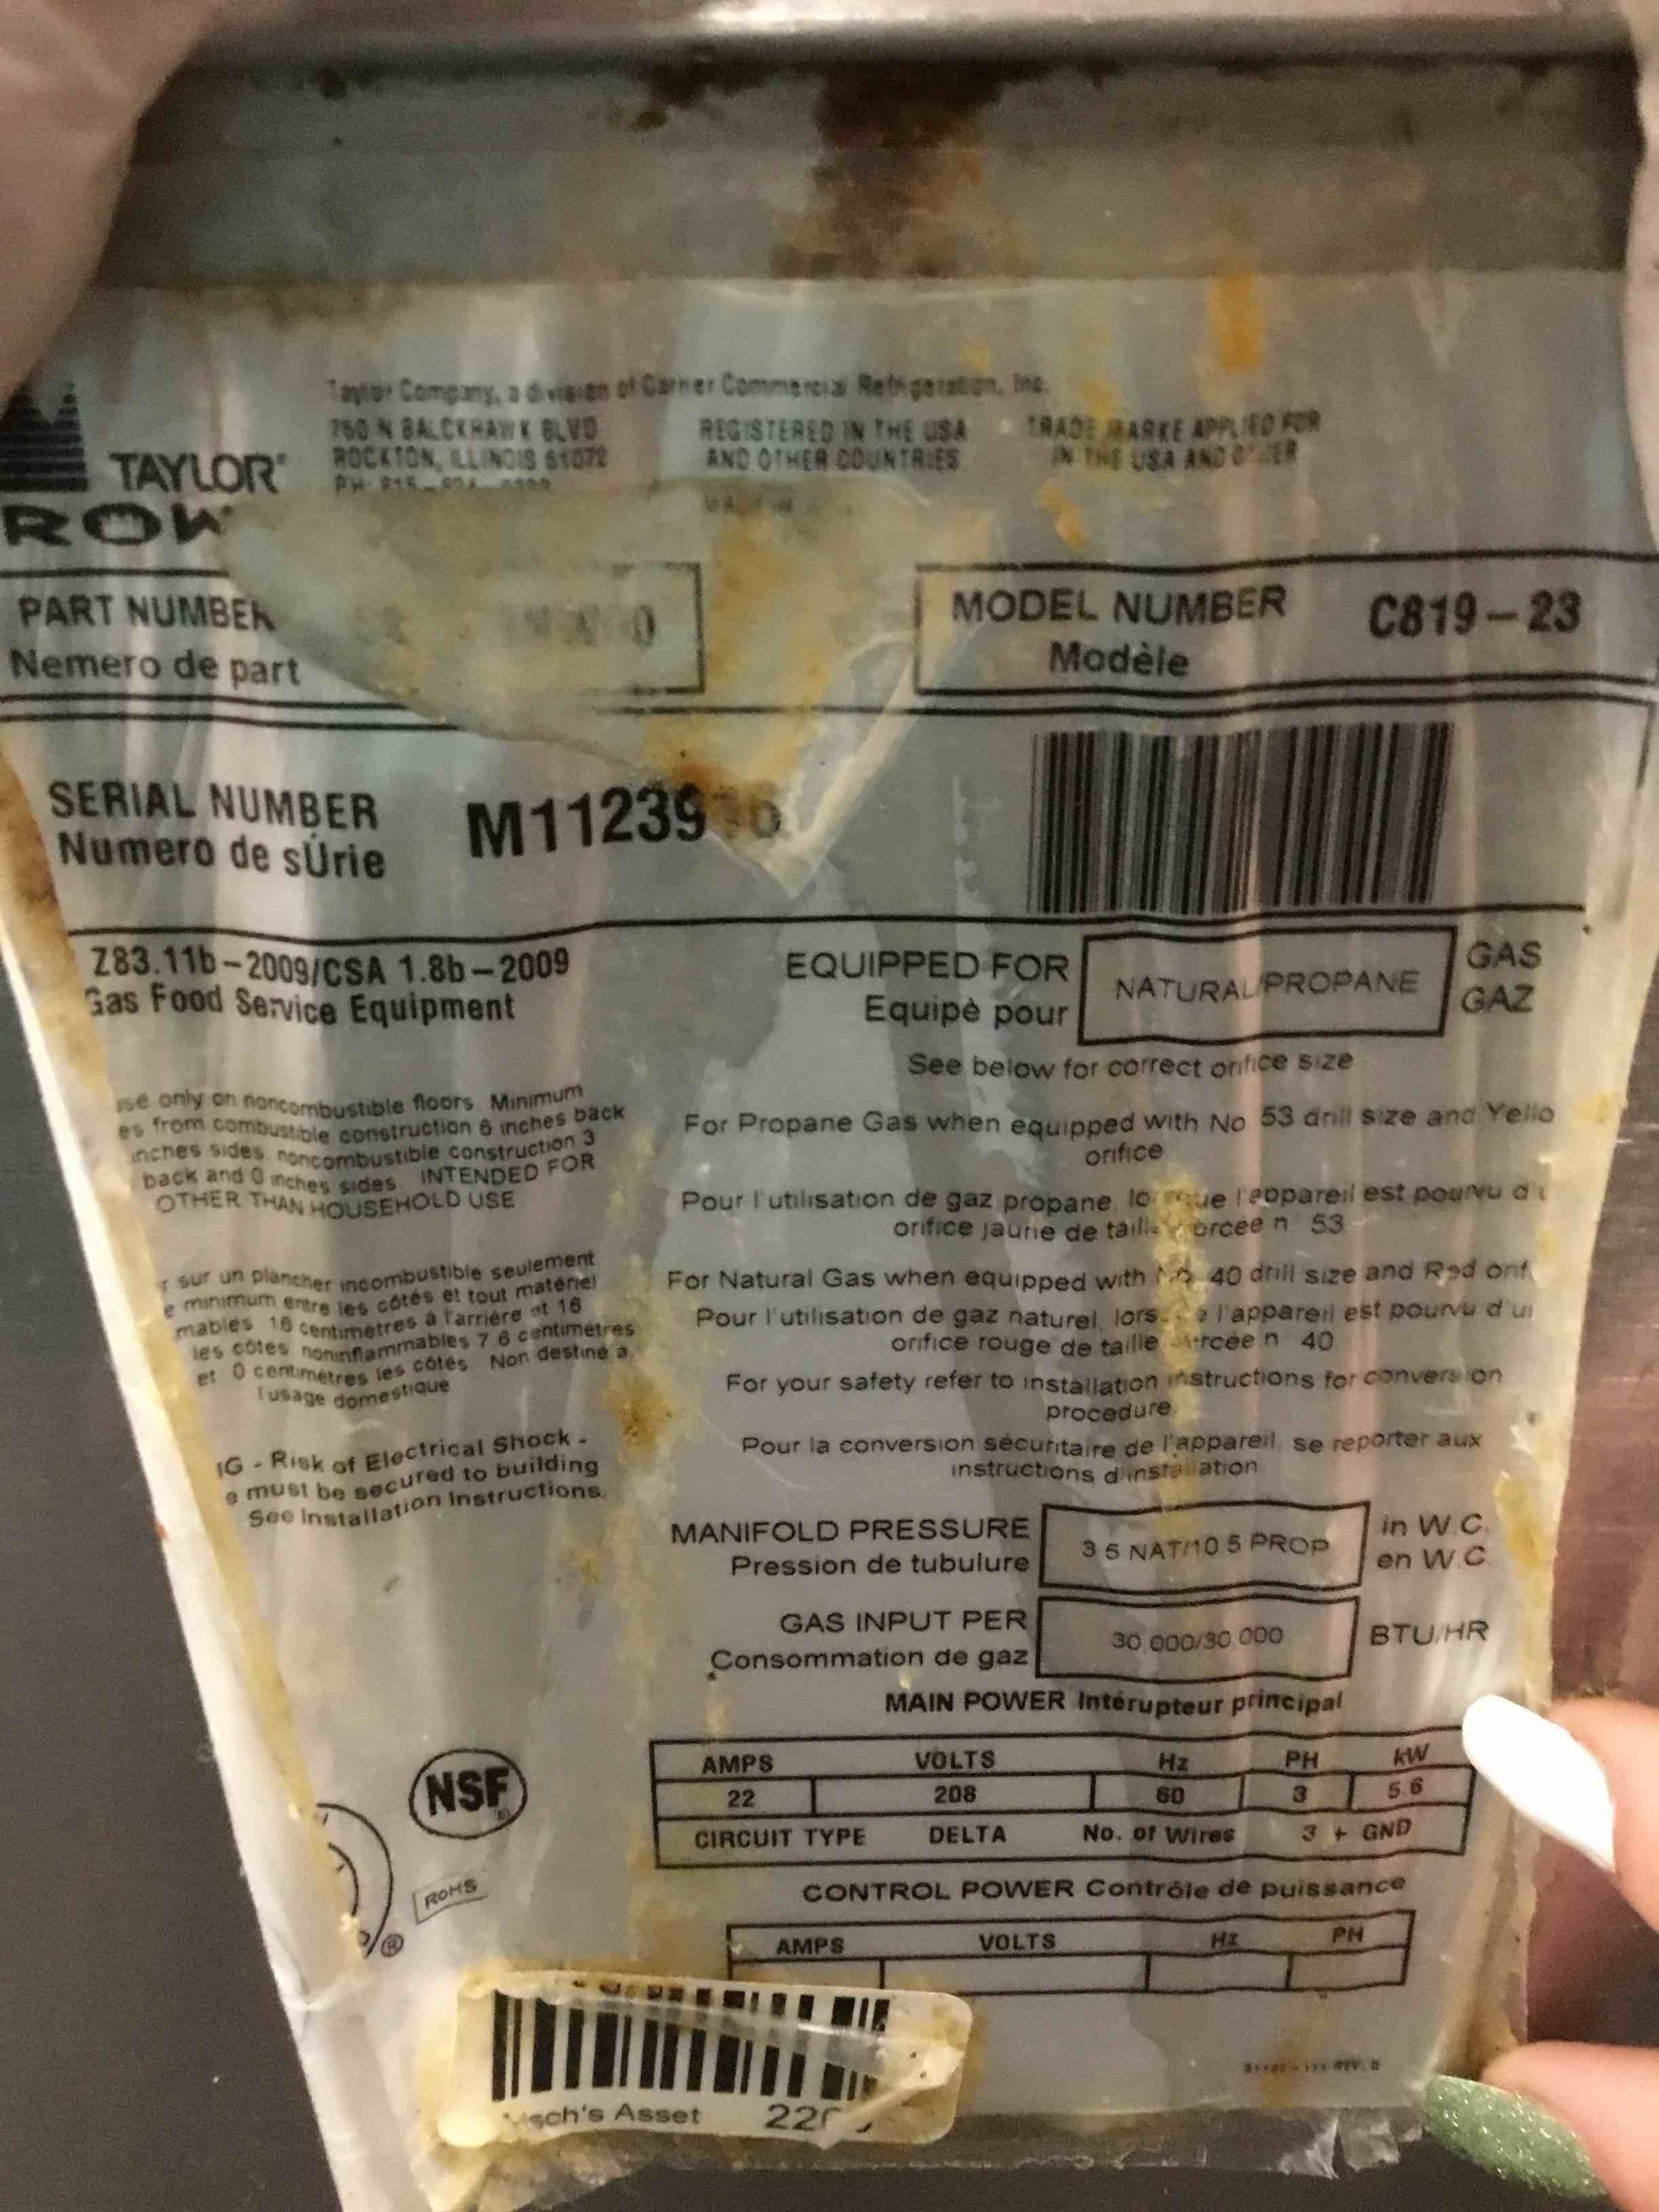 Taylor Company, a division of Carrier Commercial Refrigeration, Inc.
750 N BALCKHAWK BLVD
ROCKTON, ILLINOIS 61072
REGISTERED IN THE USA
AND OTHER COUNTRIES
TRADE MARKE APPLIED FOR
IN THE USA AND
TAYLOR®
PART NUMBER
Nemero de part
MODEL NUMBER C819-23
Modèle
SERIAL NUMBER
Numero de sÚrie
Z83.11b-2009/CSA 1.8b-2009
Gas Food Service Equipment
EQUIPPED FOR NATURAL/PROPANE GAS
Equipè pour GAZ
See below for correct orifice size
only on noncombustible floors. Minimum
from combustible construction 6 inches back
inches sides. noncombustible construction 3
back and 0 inches sides. INTENDED FOR
OTHER THAN HOUSEHOLD USE
For Propane Gas when equipped with No 53 drill size and
orifice
Pour l'utilisation de gaz propane, l'appareil est pourvu
orifice jaune de n 53
For Natural Gas when equipped with 40 drill size and Red
Pour l'utilisation de gaz naturel, l'appareil est pourvu
orifice rouge de taille n 40
sur un plancher incombustible seulement
minimum entre les côtés et tout matériel
16 centimètres à l'arrière et 16
les côtes noninflammables 7 6 centimetres
et 0 centimètres les côtés. Non destiné a
l usage domestique
For your safety refer to installation instructions for conversion
procedure
Pour la conversion sécuritaire de l'appareil, se reporter aux
instructions d'installation
- Risk of Electrical Shock -
must be secured to building
See Installation Instructions.
MANIFOLD PRESSURE 3 5 NAT/10 5 PROP in W.C.
Pression de tubulure en W.C.
GAS INPUT PER 30 000/30 000 BTU/HR
Consommation de gaz
MAIN POWER Intérupteur principal
AMPS VOLTS Hz PH kW
22 208 60 3 5.6
CIRCUIT TYPE DELTA No. of Wires 3 + GND
NSF
ROHS
®
CONTROL POWER Contrôle de puissance
AMPS VOLTS Hz PH
Asset